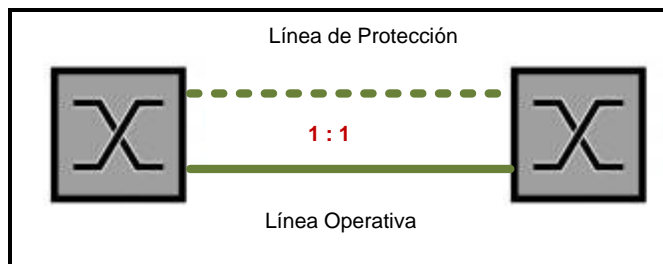 Línea de Protección
1 : 1
Línea Operativa